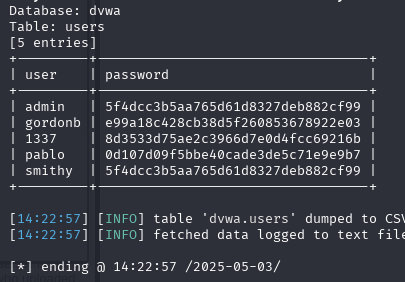 Database: dvwa
Table: users
[5 entries]
+---------+----------------------------------+
| user    | password                         |
+---------+----------------------------------+
| admin   | 5f4dcc3b5aa765d61d8327deb882cf99 |
| gordonb | e99a18c428cb38d5f260853678922e03 |
| 1337    | 8d3533d75ae2c3966d7e0d4fcc69216b |
| pablo   | 0d107d09f5bbe40cade3de5c71e9e9b7 |
| smithy  | 5f4dcc3b5aa765d61d8327deb882cf99 |
+---------+----------------------------------+
[14:22:57] [INFO] table 'dvwa.users' dumped to CSV
[14:22:57] [INFO] fetched data logged to text file
[*] ending @ 14:22:57 /2025-05-03/